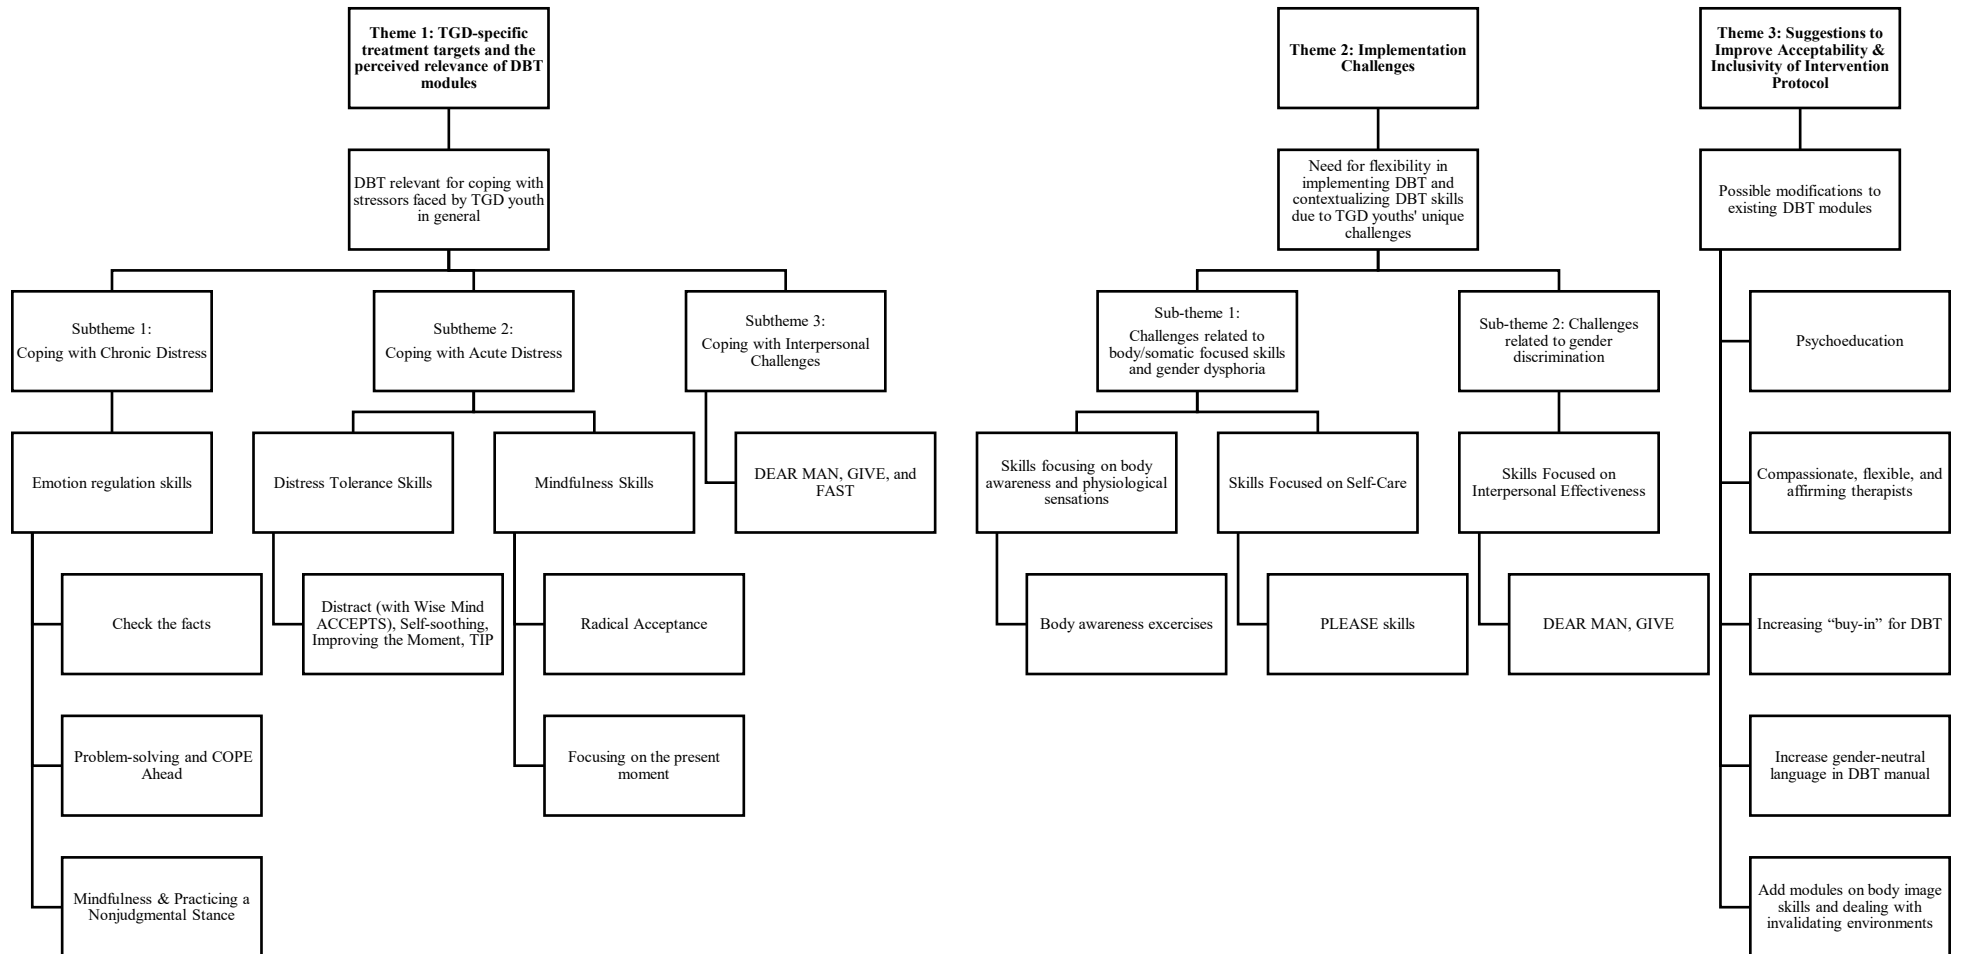 Theme 1: TGD-specific
treatment targets and the
perceived relevance of DBT
modules
DBT relevant for coping with
stressors faced by TGD youth
in general
Subtheme 1:
Coping with Chronic Distress
Subtheme 2:
Coping with Acute Distress
Subtheme 3:
Coping with Interpersonal
Challenges
Emotion regulation skills
Distress Tolerance Skills
Mindfulness Skills
DEAR MAN, GIVE, and
FAST
Check the facts
Distract (with Wise Mind
ACCEPTS), Self-soothing,
Improving the Moment, TIP
Radical Acceptance
Problem-solving and COPE
Ahead
Focusing on the present
moment
Mindfulness & Practicing a
Nonjudgmental Stance
Theme 2: Implementation
Challenges
Need for flexibility in
implementing DBT and
contextualizing DBT skills
due to TGD youths' unique
challenges
Sub-theme 1:
Challenges related to
body/somatic focused skills
and gender dysphoria
Sub-theme 2: Challenges
related to gender
discrimination
Skills focusing on body
awareness and physiological
sensations
Skills Focused on Self-Care
Skills Focused on
Interpersonal Effectiveness
Body awareness excercises
PLEASE skills
DEAR MAN, GIVE
Theme 3: Suggestions to
Improve Acceptability &
Inclusivity of Intervention
Protocol
Possible modifications to
existing DBT modules
Psychoeducation
Compassionate, flexible, and
affirming therapists
Increasing “buy-in” for DBT
Increase gender-neutral
language in DBT manual
Add modules on body image
skills and dealing with
invalidating environments